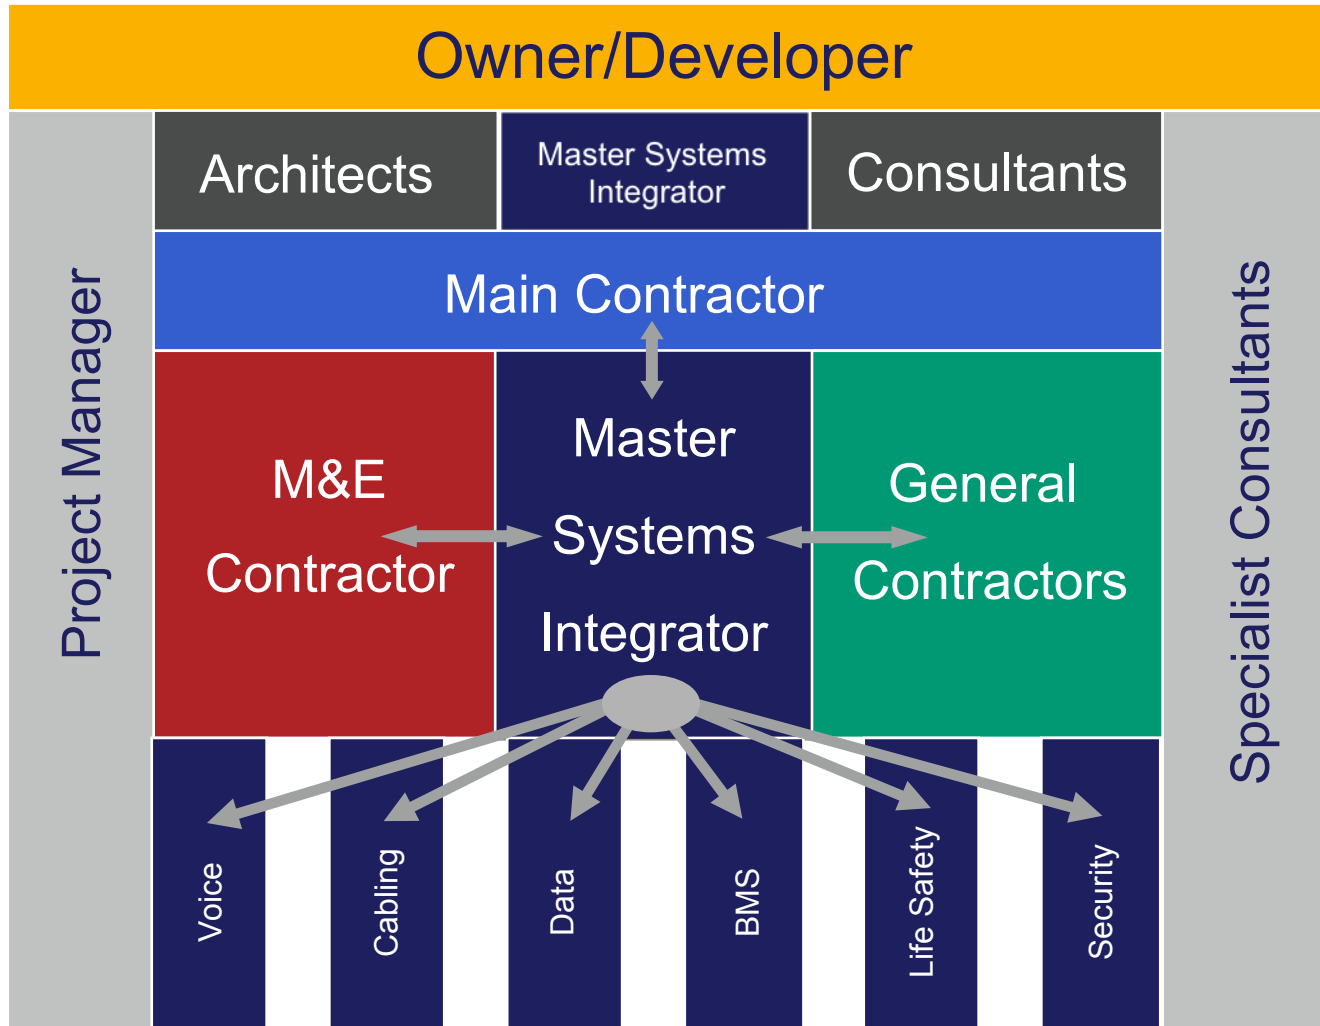 Owner/Developer
Architects
Master Systems
Integrator
Consultants
Main Contractor
Project Manager
M&E
Contractor
Master
Systems
Integrator
General
Contractors
Specialist Consultants
Voice
Cabling
Data
BMS
Life Safety
Security